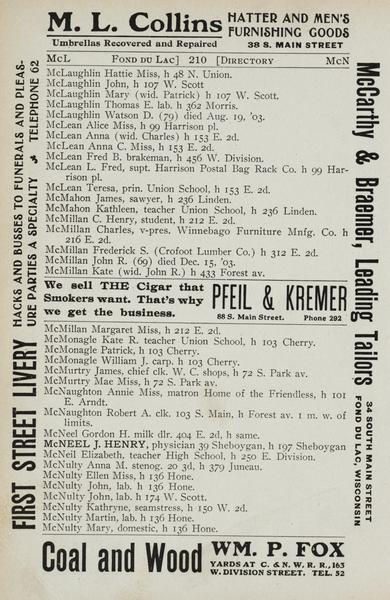 M. L. Collins HATTER AND MEN'S
FURNISHING GOODS
Umbrellas Recovered and Repaired 38 S. MAIN STREET
McL FOND DU LAC] 210 [DIRECTORY McN
McLaughlin Hattie Miss, h 48 N. Union.
McLaughlin John, h 107 W. Scott
McLaughlin Mary (wid. Patrick) h 107 W. Scott.
McLaughlin Thomas E. lab. h 362 Morris.
McLaughlin Watson D. (79) died Aug. 19, '03.
McLean Alice Miss, h 99 Harrison pl.
McLean Anna (wid. Charles) h 153 E. 2d.
McLean Anna C. Miss, h 153 E. 2d.
McLean Fred B. brakeman, h 456 W. Division.
McLean L. Fred, supt. Harrison Postal Bag Rack Co. h 99 Har-
rison pl.
McLean Teresa, prin. Union School, h 153 E. 2d.
McMahon James, sawyer, h 236 Linden.
McMahon Kathleen, teacher Union School, h 236 Linden.
McMillan C. Henry, student, h 212 E. 2d.
McMillan Charles, v-pres. Winnebago Furniture Mnfg. Co. h
216 E. 2d.
McMillan Frederick S. (Crofoot Lumber Co.) h 312 E. 2d.
McMillan John R. (69) died Dec. 15, '03.
McMillan Kate (wid. John R.) h 433 Forest av.
We sell THE Cigar that
Smokers want. That's why
we get the business.
PFEIL & KREMER
88 S. Main Street. Phone 292
McMillan Margaret Miss, h 212 E. 2d.
McMonagle Kate R. teacher Union School, h 103 Cherry.
McMonagle Patrick, h 103 Cherry.
McMonagle William J. carp. h 103 Cherry.
McMurtry James, chief clk. W. C. shops, h 72 S. Park av.
McMurtry Mae Miss, h 72 S. Park av.
McNaughton Annie Miss, matron Home of the Friendless, h 101
E. Arndt.
McNaughton Robert A. clk. 103 S. Main, h Forest av. 1 m. w. of
limits.
McNeel Gordon H. milk dlr. 404 E. 2d, h same.
McNEEL J. HENRY, physician 39 Sheboygan, h 197 Sheboygan
McNeil Elizabeth, teacher High School, h 250 E. Division.
McNulty Anna M. stenog. 20 3d, h 379 Juneau.
McNulty Ellen Miss, h 136 Hone.
McNulty John, lab. h 136 Hone.
McNulty John, lab. h 174 W. Scott.
McNulty Kathryne, seamstress, h 150 W. 2d.
McNulty Martin, lab. h 136 Hone.
McNulty Mary, domestic, h 136 Hone.
Coal and Wood WM. P. FOX
YARDS AT C. & N. W. R. R., 163
W. DIVISION STREET. TEL. 52
FIRST STREET LIVERY HACKS AND BUSSES TO FUNERALS AND PLEAS-
URE PARTIES A SPECIALTY TELEPHONE 62
McCarthy & Braemer, Leading Tailors
34 SOUTH MAIN STREET
FOND DU LAC, WISCONSIN